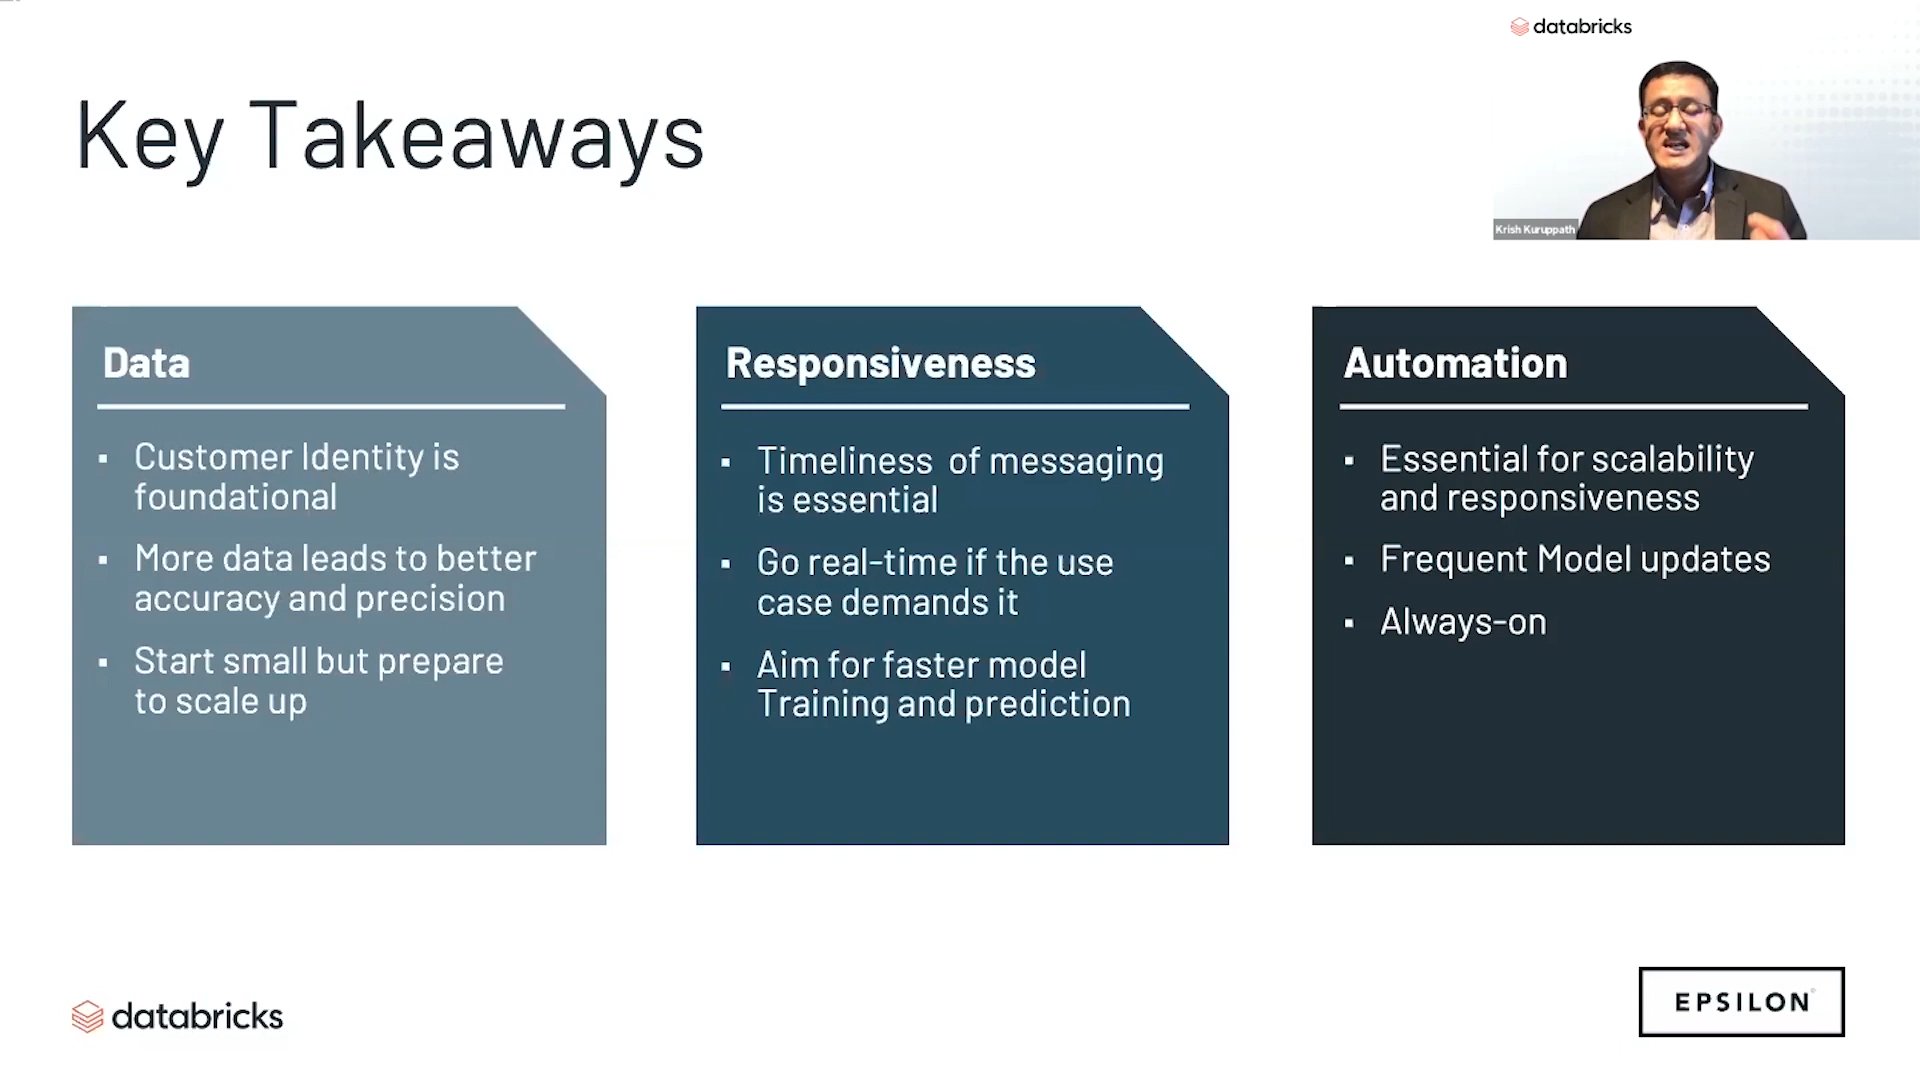 databricks
Key Takeaways
Krish Kuruppath
Data
▪ Customer Identity is
foundational
▪ More data leads to better
accuracy and precision
▪ Start small but prepare
to scale up
Responsiveness
▪ Timeliness  of messaging
is essential
▪ Go real-time if the use
case demands it
▪ Aim for faster model
Training and prediction
Automation
▪ Essential for scalability
and responsiveness
▪ Frequent Model updates
▪ Always-on
databricks
EPSILON